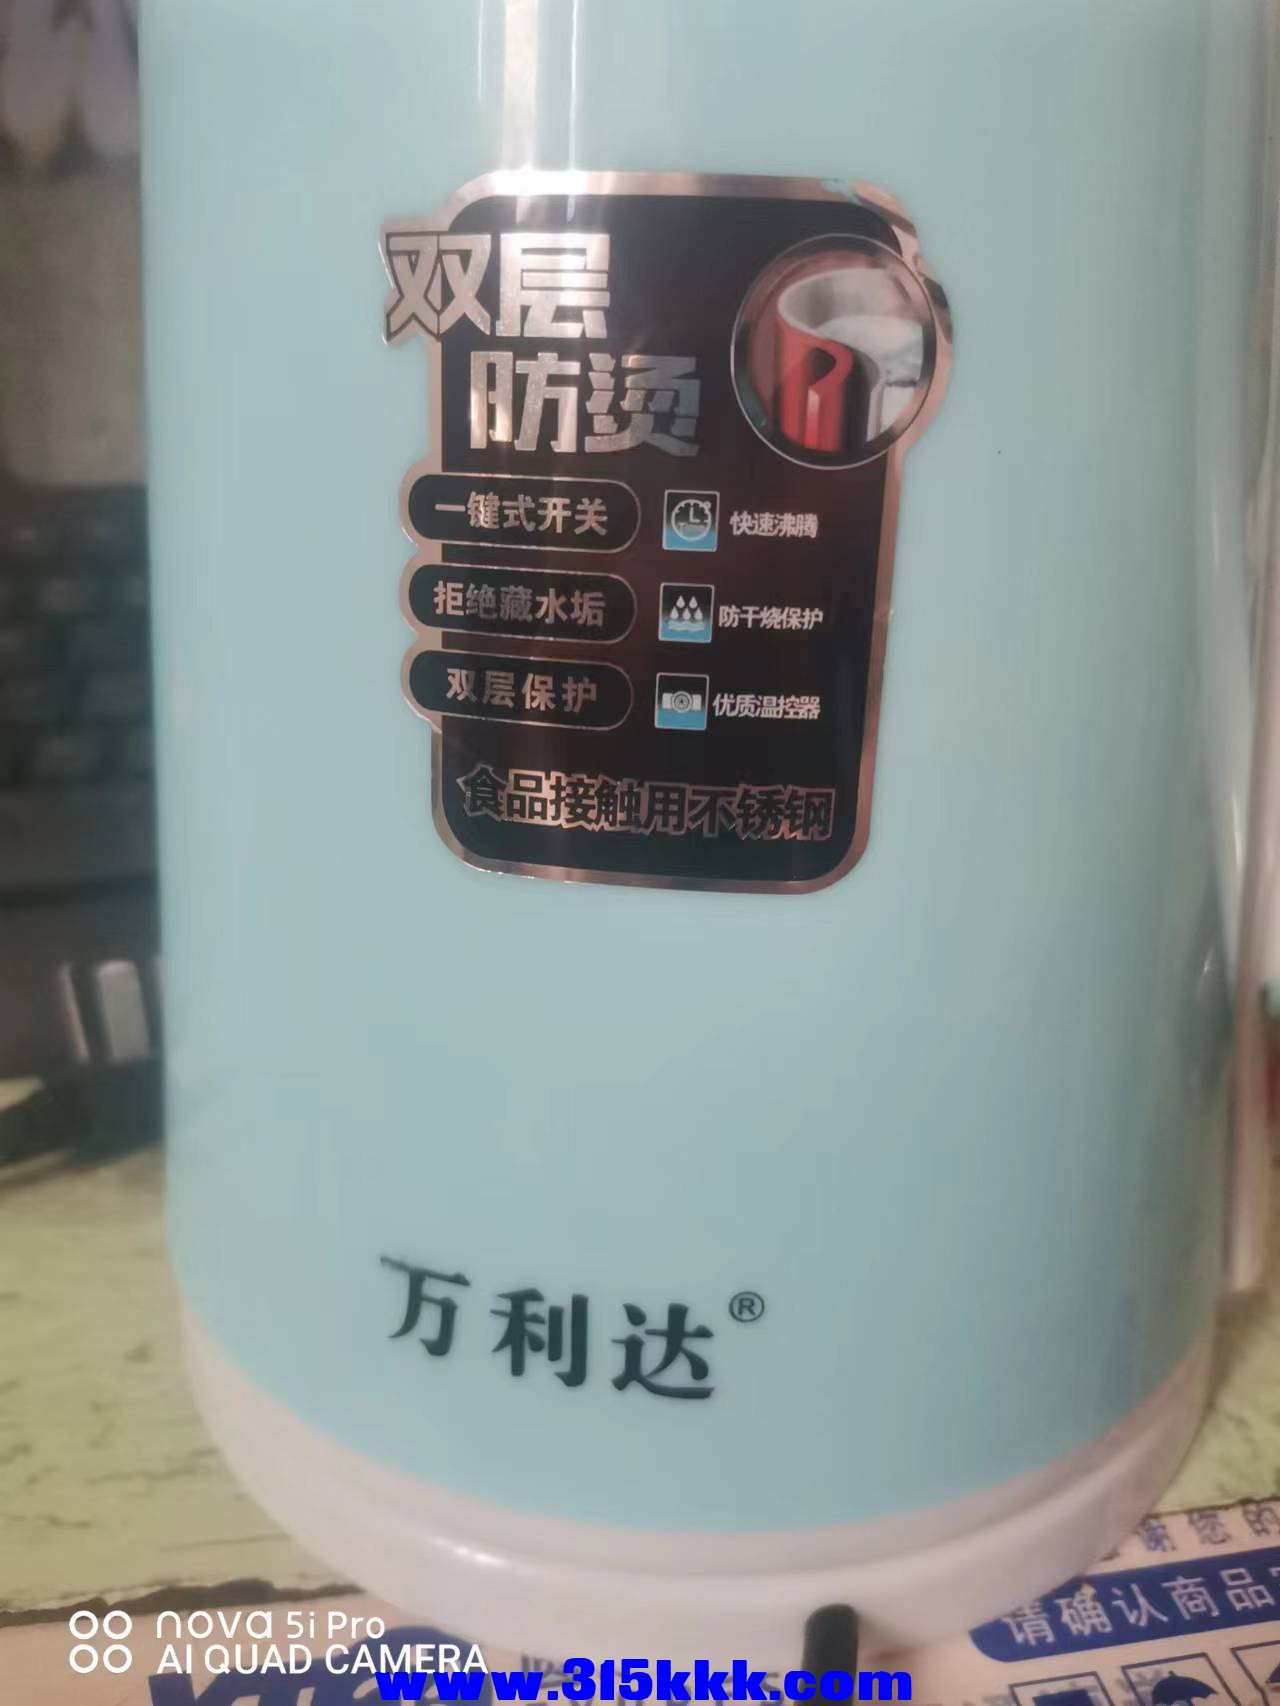 双层
防烫
一键式开关
快速沸腾
拒绝藏水垢
防干烧保护
双层保护
优质温控器
食品接触用不锈钢
万利达®
谢您的
请确认商品
nova 5i Pro
AI QUAD CAMERA
www.315kkk.com